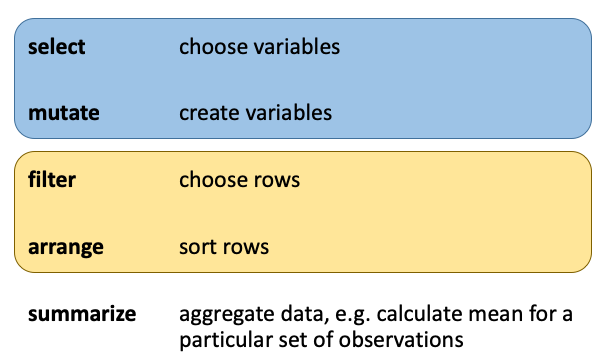 select choose variables
mutate create variables
filter choose rows
arrange sort rows
summarize aggregate data, e.g. calculate mean for a
particular set of observations